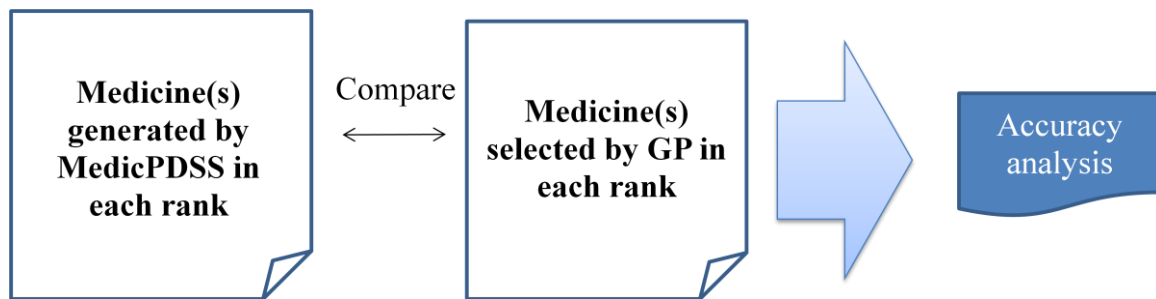 Medicine(s)
generated by
MedicPDSS in
each rank
Compare
Medicine(s)
selected by GP in
each rank
Accuracy
analysis